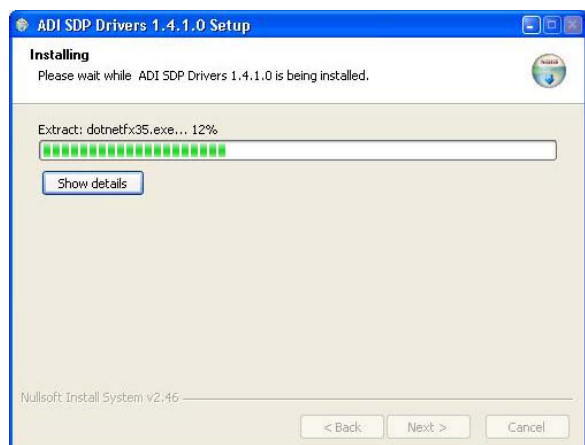 ADI SDP Drivers 1.4.1.0 Setup
Installing
Please wait while ADI SDP Drivers 1.4.1.0 is being installed.
Extract: dotnetfx35.exe... 12%
Show details
Nullsoft Install System v2.46
< Back Next > Cancel